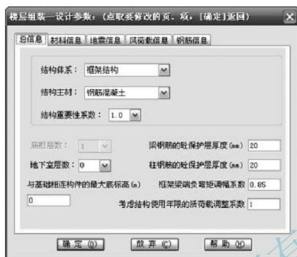 楼层组装—设计参数:(点取要修改的页、项,[确定]返回)
总信息 材料信息 地震信息 风荷载信息 钢筋信息
结构体系: 框架结构
结构主材: 钢筋混凝土
结构重要性系数: 1.0
底框层数: 1 梁钢筋的砼保护层厚度(mm) 20
地下室层数: 0 柱钢筋的砼保护层厚度(mm) 20
与基础相连构件的最大底标高(m) 框架梁端负弯矩调幅系数 0.85
0
考虑结构使用年限的活荷载调整系数 1
确定(O) 放弃(C) 帮助(H)